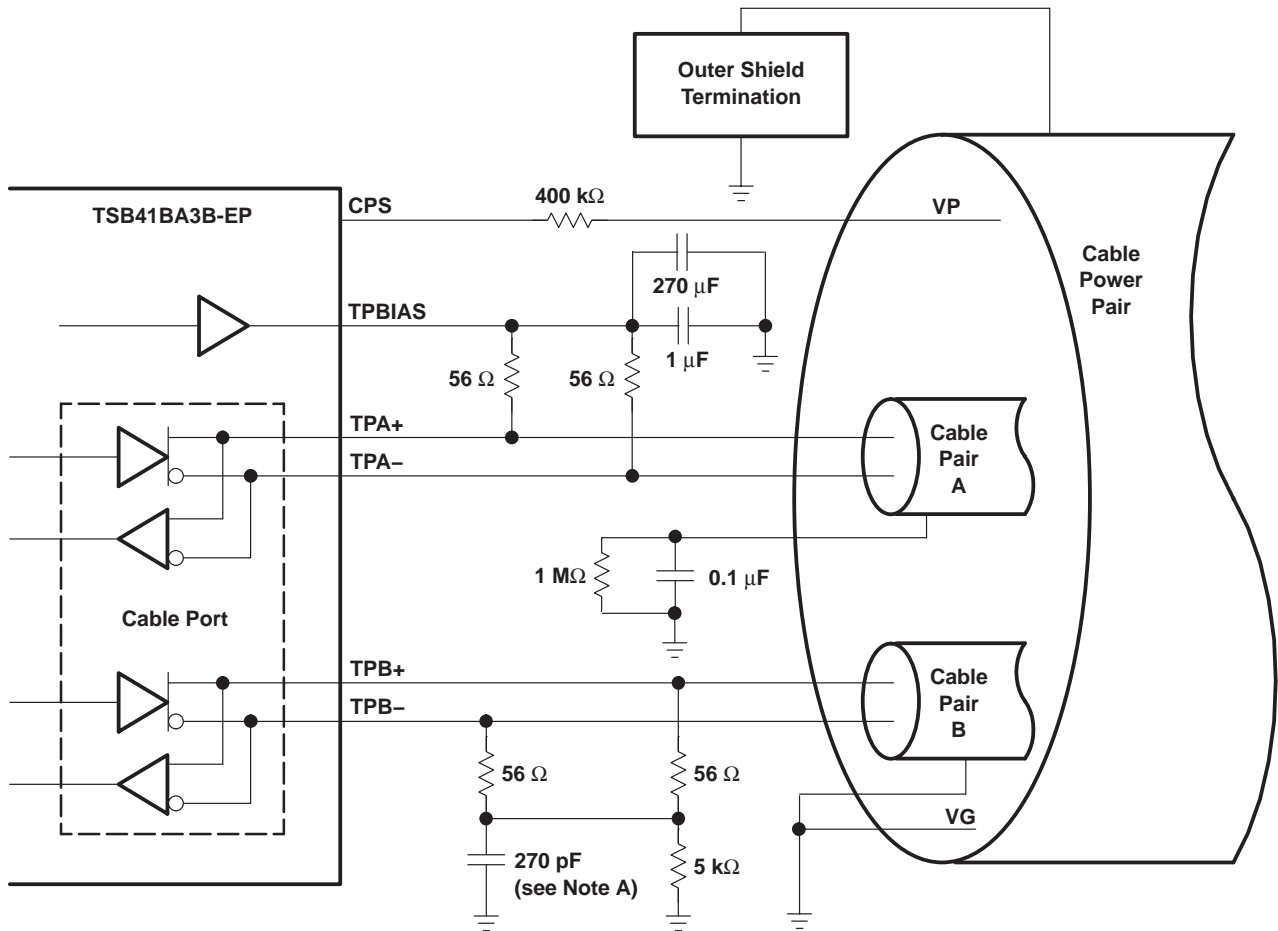 Outer Shield
Termination
TSB41BA3B-EP
CPS
400 kΩ
VP
Cable
Power
Pair
270 μF
TPBIAS
1 μF
56 Ω
56 Ω
TPA+
TPA–
Cable
Pair
A
1 MΩ
0.1 μF
Cable Port
TPB+
TPB–
Cable
Pair
B
56 Ω
56 Ω
VG
270 pF
(see Note A)
5 kΩ